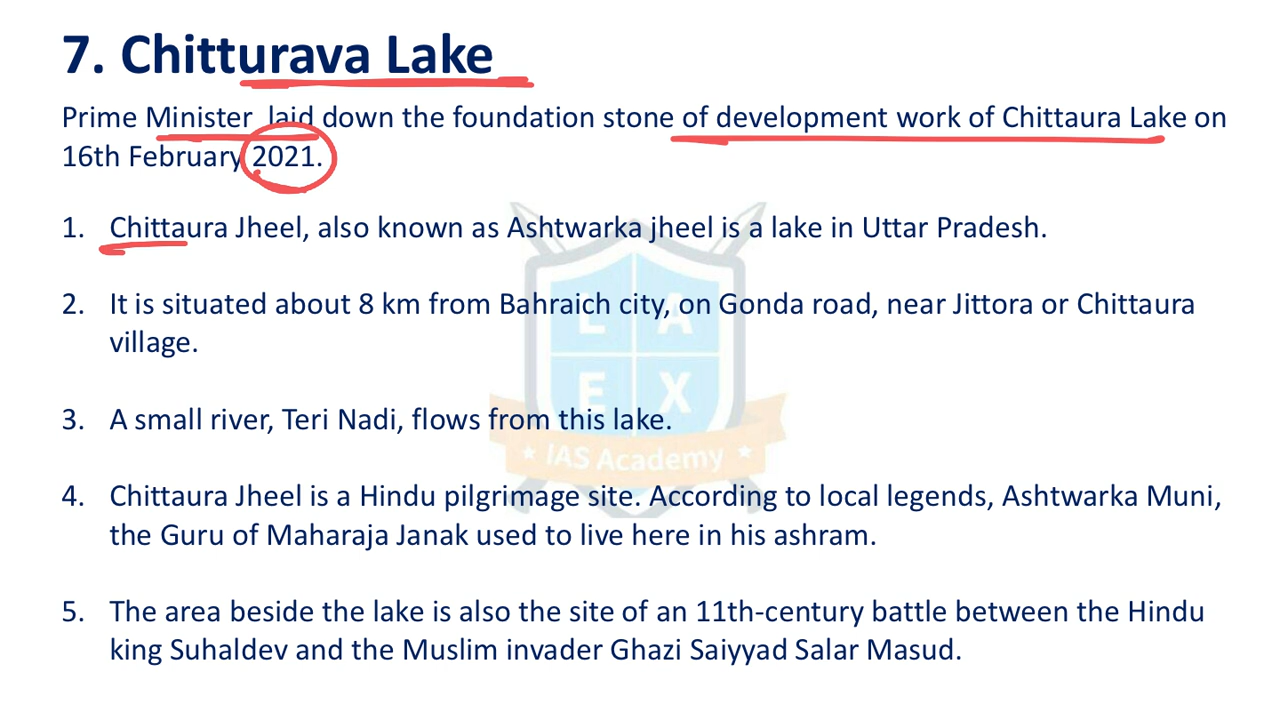 7. Chitturava Lake
Prime Minister laid down the foundation stone of development work of Chittaura Lake on
16th February 2021.
1. Chittaura Jheel, also known as Ashtwarka jheel is a lake in Uttar Pradesh.
2. It is situated about 8 km from Bahraich city, on Gonda road, near Jittora or Chittaura
village.
3. A small river, Teri Nadi, flows from this lake.
4. Chittaura Jheel is a Hindu pilgrimage site. According to local legends, Ashtwarka Muni,
the Guru of Maharaja Janak used to live here in his ashram.
5. The area beside the lake is also the site of an 11th-century battle between the Hindu
king Suhaldev and the Muslim invader Ghazi Saiyyad Salar Masud.
L A
E X
IAS Academy